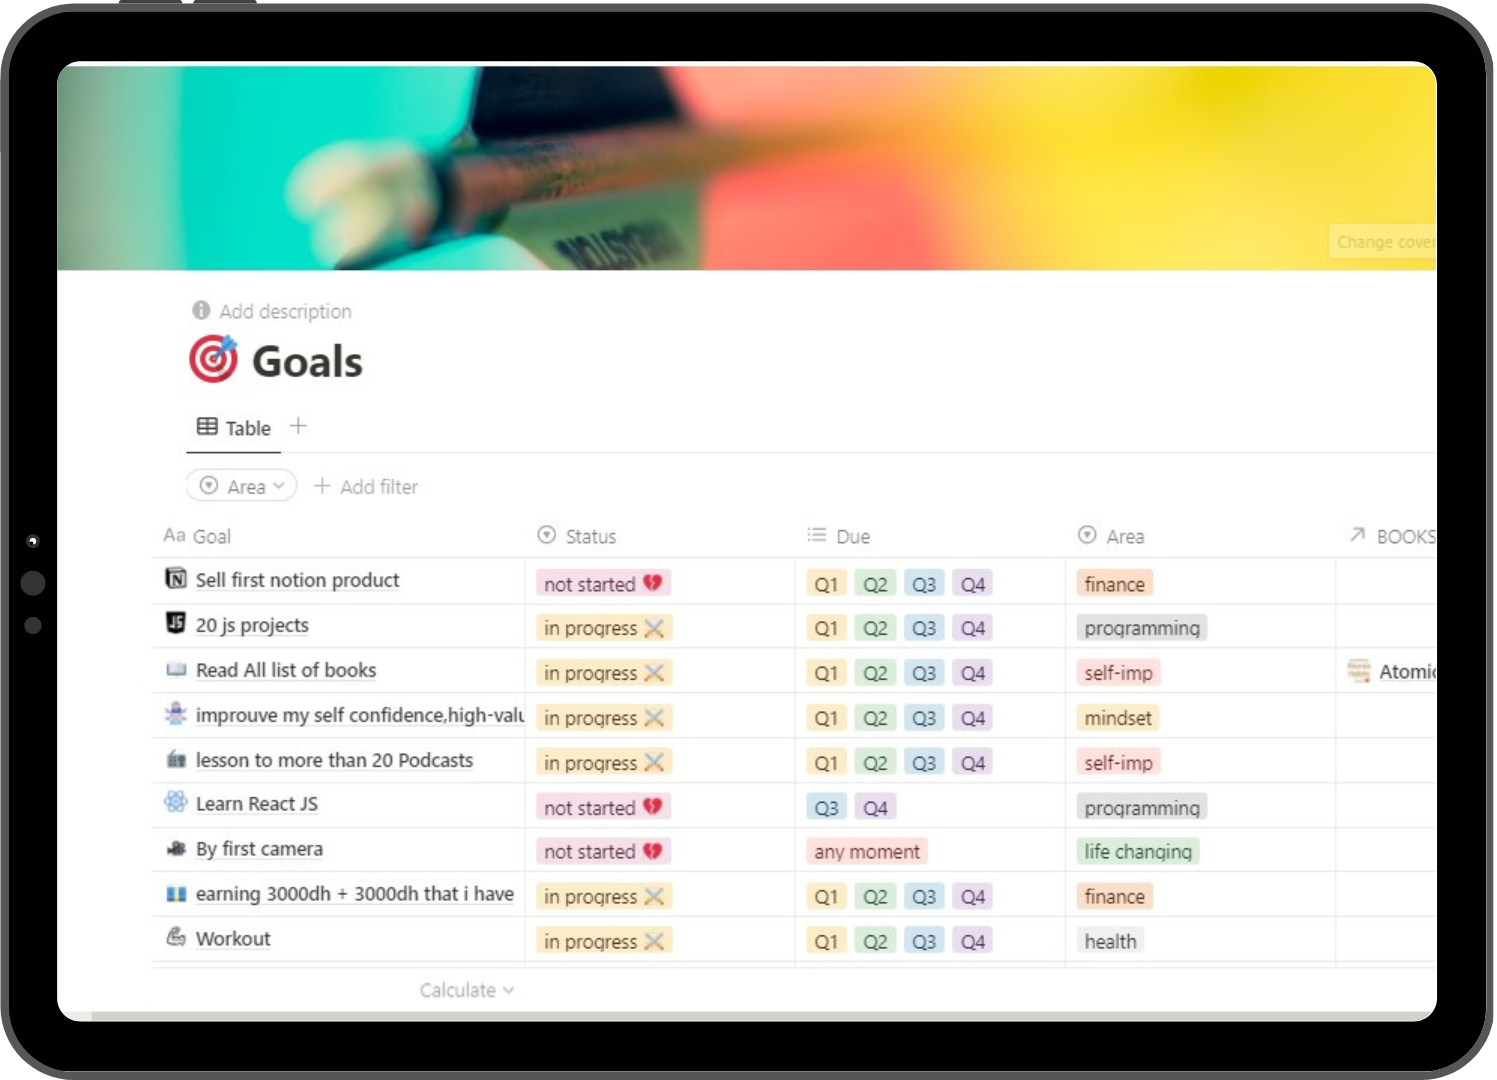 Change cover
Add description
Goals
Table
Area
Add filter
Aa Goal Status Due Area BOOKS
Sell first notion product not started Q1 Q2 Q3 Q4 finance
20 js projects in progress Q1 Q2 Q3 Q4 programming
Read All list of books in progress Q1 Q2 Q3 Q4 self-imp Atomic
improuve my self confidence,high-valu in progress Q1 Q2 Q3 Q4 mindset
lesson to more than 20 Podcasts in progress Q1 Q2 Q3 Q4 self-imp
Learn React JS not started Q3 Q4 programming
By first camera not started any moment life changing
earning 3000dh + 3000dh that i have in progress Q1 Q2 Q3 Q4 finance
Workout in progress Q1 Q2 Q3 Q4 health
Calculate